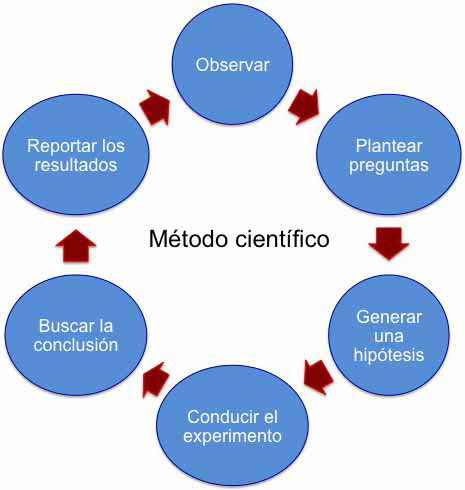 Observar
Plantear
preguntas
Generar
una
hipótesis
Conducir el
experimento
Buscar la
conclusión
Reportar los
resultados
Método científico